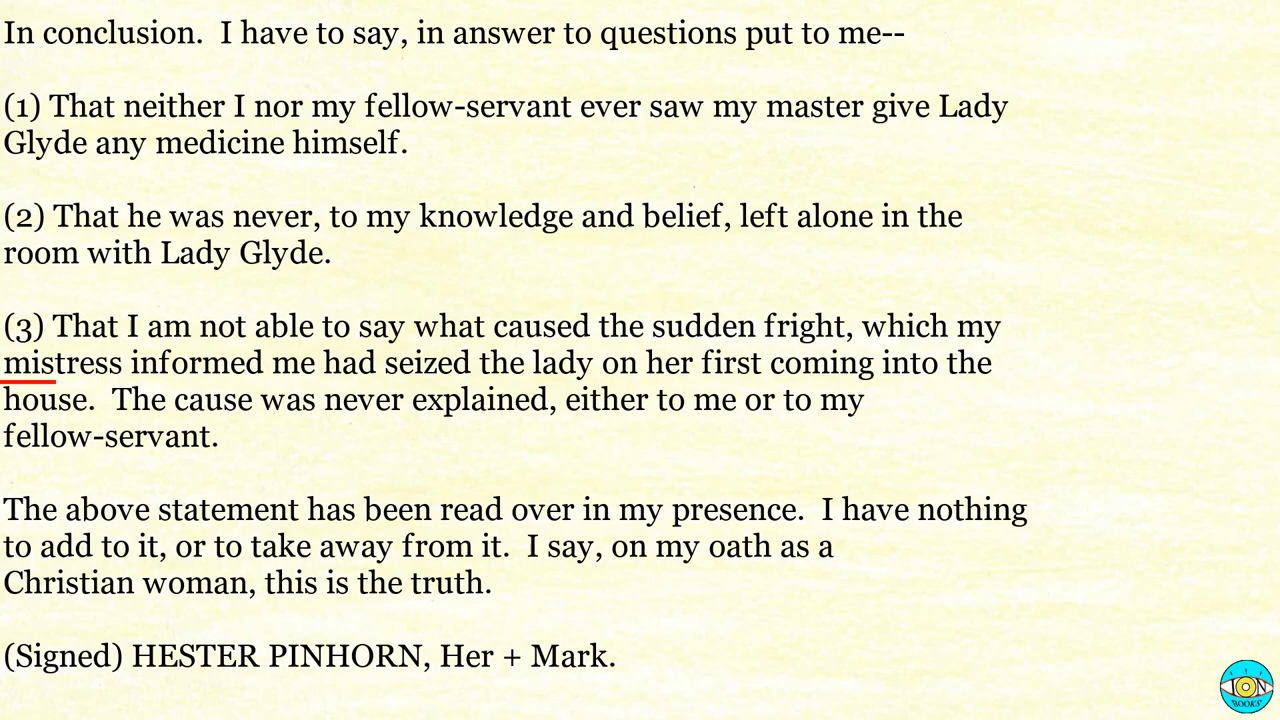 In conclusion.  I have to say, in answer to questions put to me--
(1) That neither I nor my fellow-servant ever saw my master give Lady
Glyde any medicine himself.
(2) That he was never, to my knowledge and belief, left alone in the
room with Lady Glyde.
(3) That I am not able to say what caused the sudden fright, which my
mistress informed me had seized the lady on her first coming into the
house.  The cause was never explained, either to me or to my
fellow-servant.
The above statement has been read over in my presence.  I have nothing
to add to it, or to take away from it.  I say, on my oath as a
Christian woman, this is the truth.
(Signed) HESTER PINHORN, Her + Mark.
ION
BOOKS